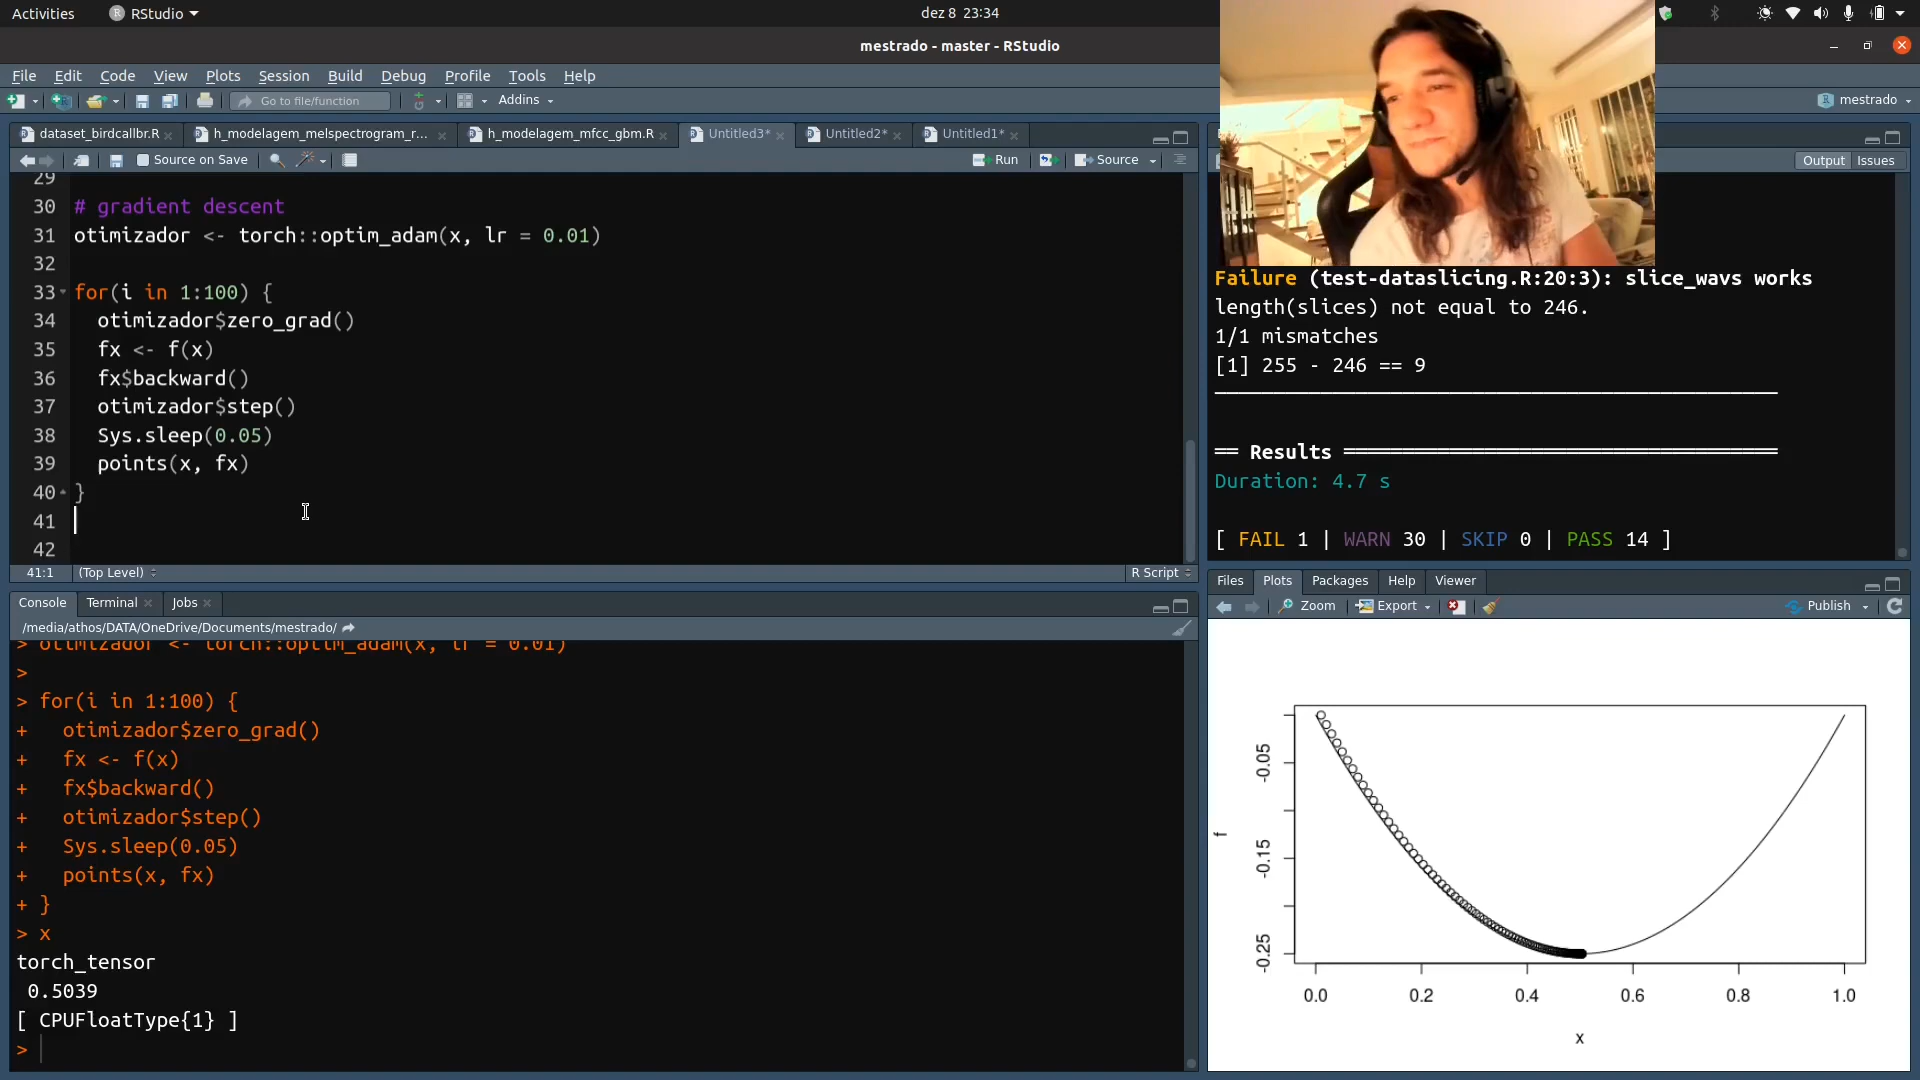 Activities
RStudio
dez 8 23:34
mestrado - master - RStudio
File Edit Code View Plots Session Build Debug Profile Tools Help
Go to file/function
Addins
mestrado
dataset_birdcallbr.R
h_modelagem_melspectrogram_r...
h_modelagem_mfcc_gbm.R
Untitled3*
Untitled2*
Untitled1*
Source on Save
Run
Source
29
30 # gradient descent
31 otimizador <- torch::optim_adam(x, lr = 0.01)
32
33 for(i in 1:100) {
34   otimizador$zero_grad()
35   fx <- f(x)
36   fx$backward()
37   otimizador$step()
38   Sys.sleep(0.05)
39   points(x, fx)
40 }
41
42
41:1 (Top Level)
R Script
Console Terminal Jobs
/media/athos/DATA/OneDrive/Documents/mestrado/
> otimizador <- torch::optim_adam(x, lr = 0.01)
>
> for(i in 1:100) {
+   otimizador$zero_grad()
+   fx <- f(x)
+   fx$backward()
+   otimizador$step()
+   Sys.sleep(0.05)
+   points(x, fx)
+ }
> x
torch_tensor
 0.5039
[ CPUFloatType{1} ]
>
Output Issues
Failure (test-dataslicing.R:20:3): slice_wavs works
length(slices) not equal to 246.
1/1 mismatches
[1] 255 - 246 == 9
== Results
Duration: 4.7 s
[ FAIL 1 | WARN 30 | SKIP 0 | PASS 14 ]
Files Plots Packages Help Viewer
Zoom
Export
Publish
-0.05
-0.15
-0.25
f
0.0 0.2 0.4 0.6 0.8 1.0
x